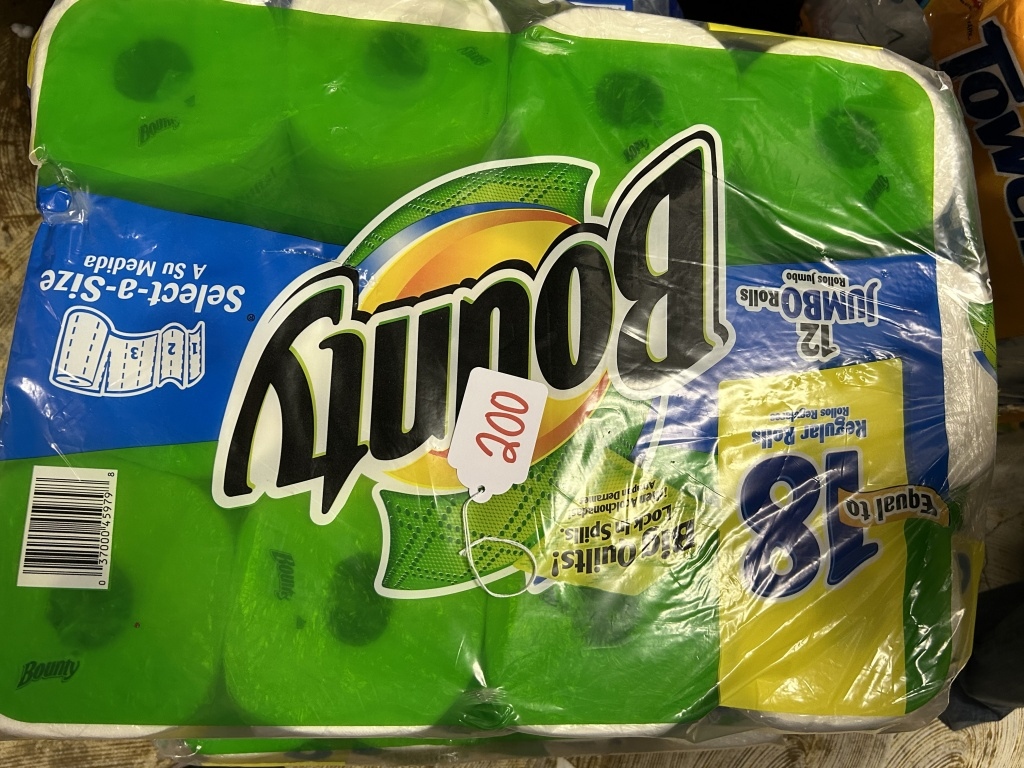 Bounty
Select-a-Size
A Su Medida
1
2
3
12
JUMBO Rolls
Rollos Jumbo
Equal to
18
Regular Rolls
Rollos Regulares
Big Quilts!
Lock In Spills.
200
0 37000 45979 8
Bounty
Bounty
Bounty